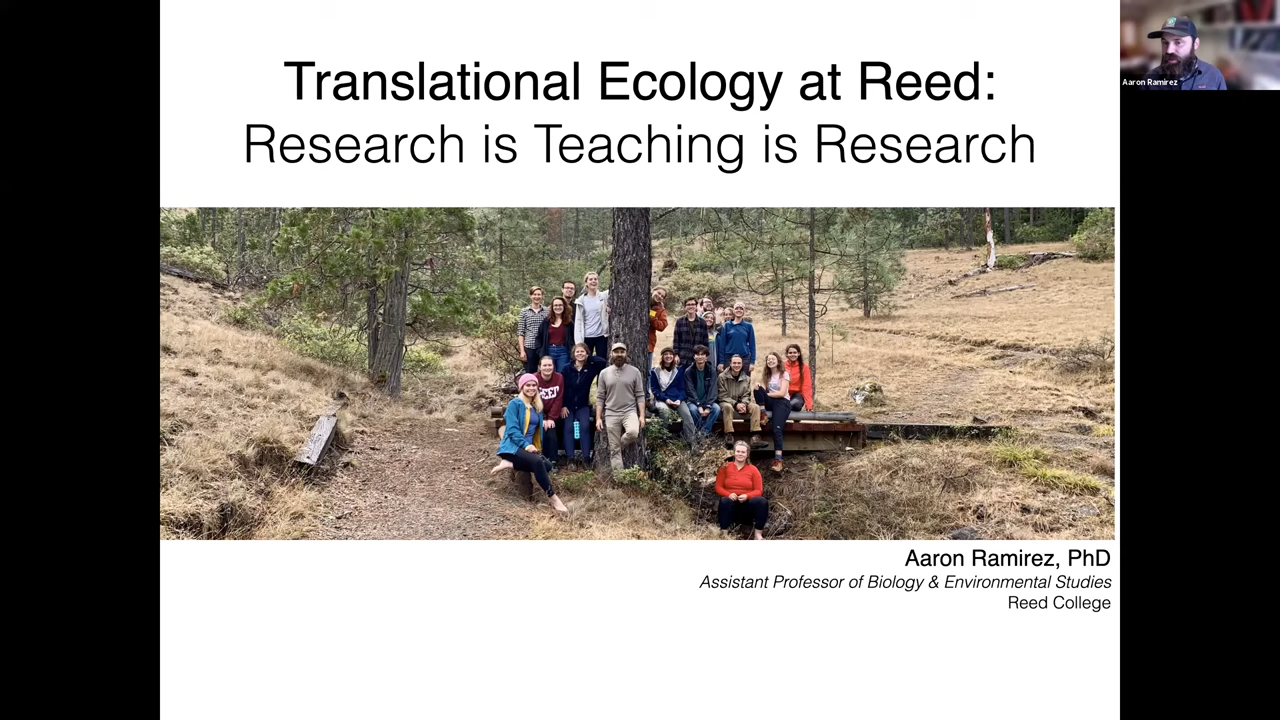 Translational Ecology at Reed:
Research is Teaching is Research
Aaron Ramirez
Aaron Ramirez, PhD
Assistant Professor of Biology & Environmental Studies
Reed College